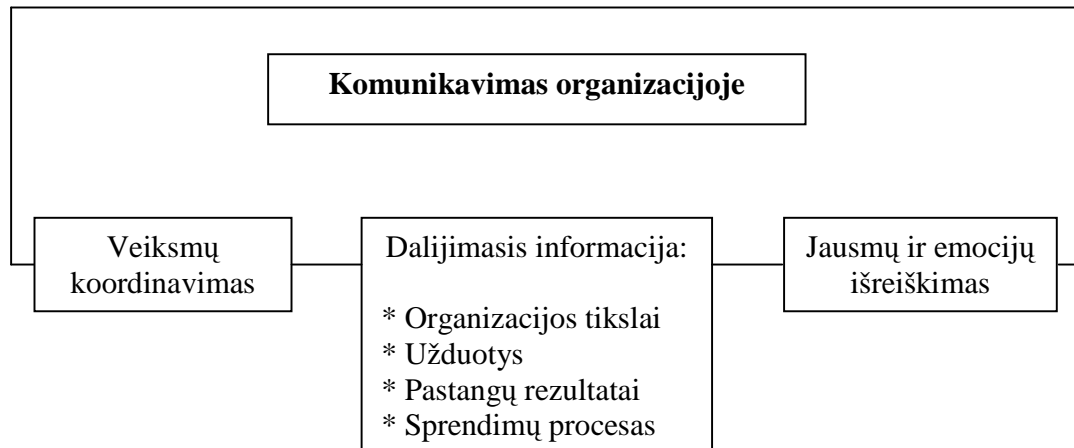 Komunikavimas organizacijoje
Veiksmų
koordinavimas
Dalijimasis informacija:
* Organizacijos tikslai
* Užduotys
* Pastangų rezultatai
* Sprendimų procesas
Jausmų ir emocijų
išreiškimas